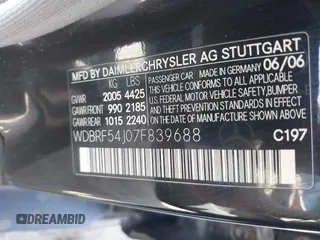 MFD. BY DAIMLERCHRYSLER AG STUTTGART
MADE IN GERMANY 06/06
KG LBS
GVWR 2005 4425
GAWR FRONT 990 2185
GAWR REAR 1015 2240
PASSENGER CAR
THIS VEHICLE CONFORMS TO ALL
APPLICABLE U.S. FEDERAL MOTOR
VEHICLE SAFETY, BUMPER, AND
THEFT PREVENTION STANDARDS
IN EFFECT ON THE DATE OF
MANUFACTURE SHOWN ABOVE
WDBRF54J07F839688
C197
DREAMBID